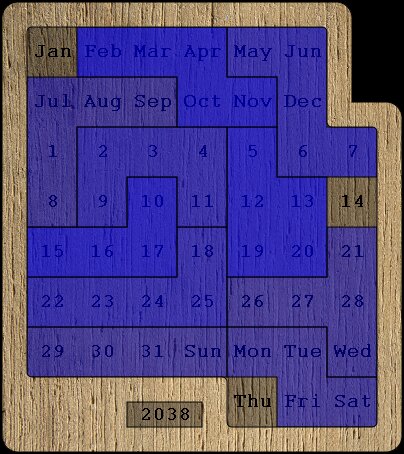 Jan Feb Mar Apr May Jun
Jul Aug Sep Oct Nov Dec
1 2 3 4 5 6 7
8 9 10 11 12 13 14
15 16 17 18 19 20 21
22 23 24 25 26 27 28
29 30 31 Sun Mon Tue Wed
Thu Fri Sat
2038